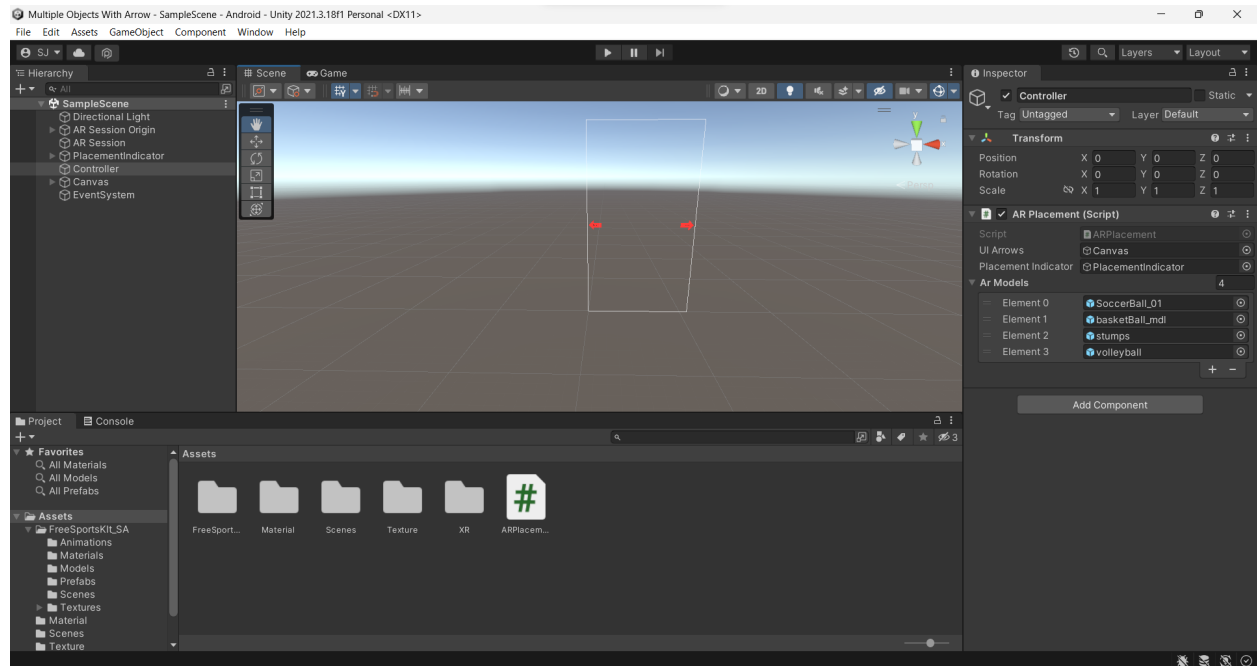 Multiple Objects With Arrow - SampleScene - Android - Unity 2021.3.18f1 Personal <DX11>
File Edit Assets GameObject Component Window Help
SJ Layers Layout
Hierarchy
All
SampleScene
Directional Light
AR Session Origin
AR Session
PlacementIndicator
Controller
Canvas
EventSystem
Scene Game
2D
y
Persp
Inspector
Controller Static
Tag Untagged Layer Default
Transform
Position X 0 Y 0 Z 0
Rotation X 0 Y 0 Z 0
Scale X 1 Y 1 Z 1
# AR Placement (Script)
Script ARPlacement
UI Arrows Canvas
Placement Indicator PlacementIndicator
Ar Models 4
Element 0 SoccerBall_01
Element 1 basketBall_mdl
Element 2 stumps
Element 3 volleyball
+ -
Add Component
Project Console
3
Favorites
All Materials
All Models
All Prefabs
Assets
FreeSportsKIt_SA
Animations
Materials
Models
Prefabs
Scenes
Textures
Material
Scenes
Texture
Assets
#
FreeSport... Material Scenes Texture XR ARPlacem...